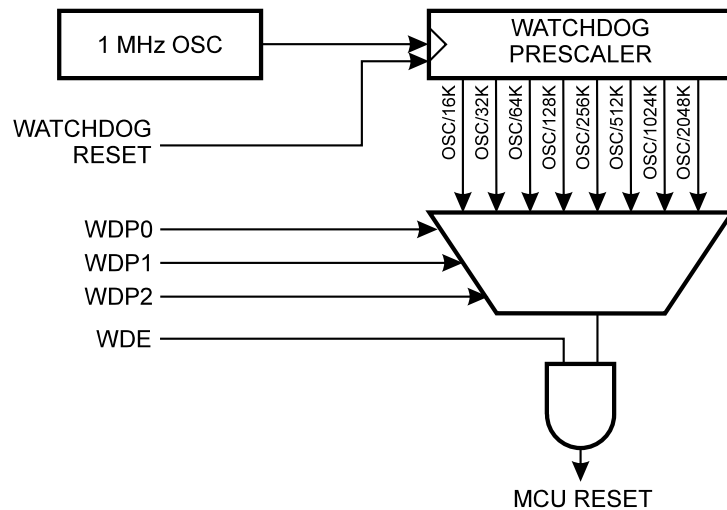 1 MHz OSC
WATCHDOG
PRESCALER
WATCHDOG
RESET
OSC/16K
OSC/32K
OSC/64K
OSC/128K
OSC/256K
OSC/512K
OSC/1024K
OSC/2048K
WDP0
WDP1
WDP2
WDE
MCU RESET